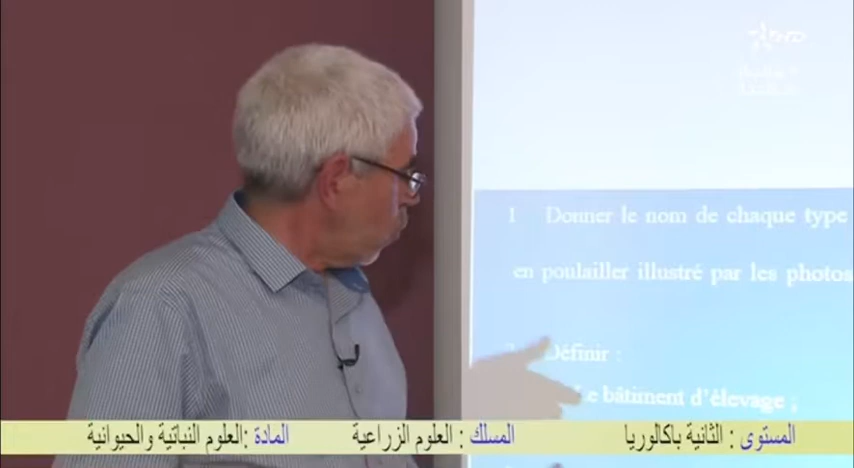 1 Donner le nom de chaque type
en poulailler illustré par les photos
Définir :
Le bâtiment d'élevage ;
المستوى : الثانية باكالوريا المسلك : العلوم الزراعية المادة :العلوم النباتية والحيوانية